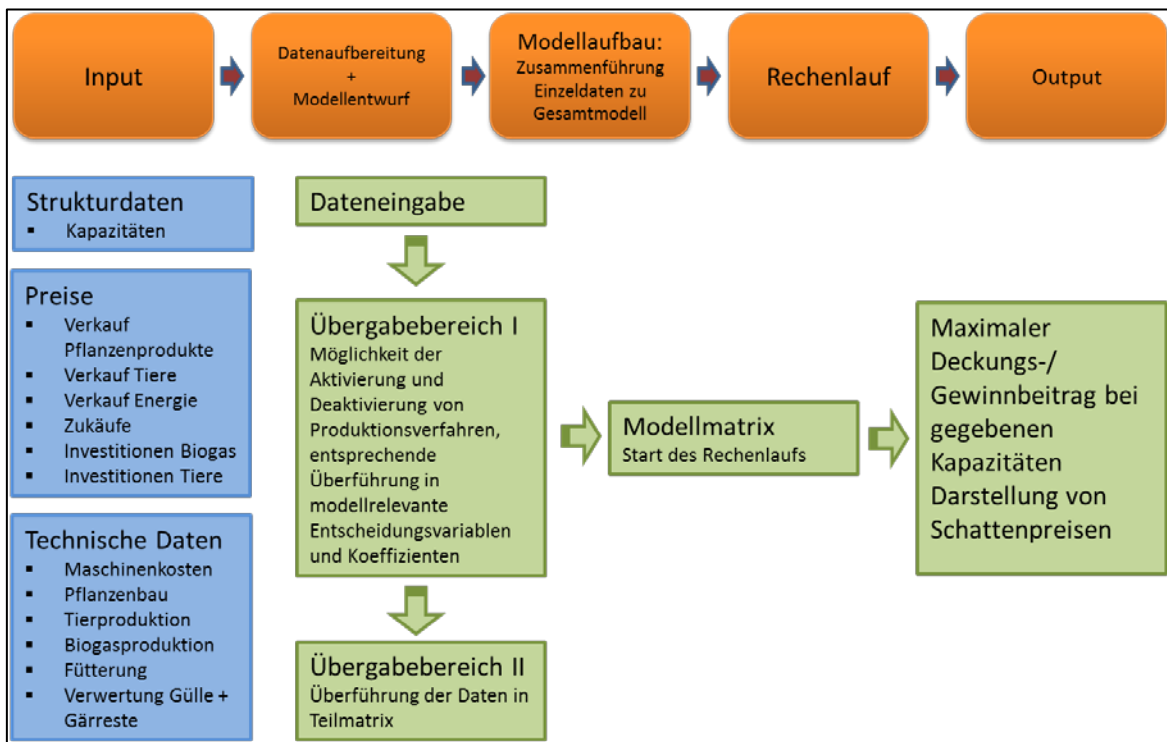 Input
Datenaufbereitung
+
Modellentwurf
Modellaufbau:
Zusammenführung
Einzeldaten zu
Gesamtmodell
Rechenlauf
Output
Strukturdaten
▪ Kapazitäten
Preise
▪ Verkauf
Pflanzenprodukte
▪ Verkauf Tiere
▪ Verkauf Energie
▪ Zukäufe
▪ Investitionen Biogas
▪ Investitionen Tiere
Technische Daten
▪ Maschinenkosten
▪ Pflanzenbau
▪ Tierproduktion
▪ Biogasproduktion
▪ Fütterung
▪ Verwertung Gülle +
Gärreste
Dateneingabe
Übergabebereich I
Möglichkeit der
Aktivierung und
Deaktivierung von
Produktionsverfahren,
entsprechende
Überführung in
modellrelevante
Entscheidungsvariablen
und Koeffizienten
Übergabebereich II
Überführung der Daten in
Teilmatrix
Modellmatrix
Start des Rechenlaufs
Maximaler
Deckungs-/
Gewinnbeitrag bei
gegebenen
Kapazitäten
Darstellung von
Schattenpreisen